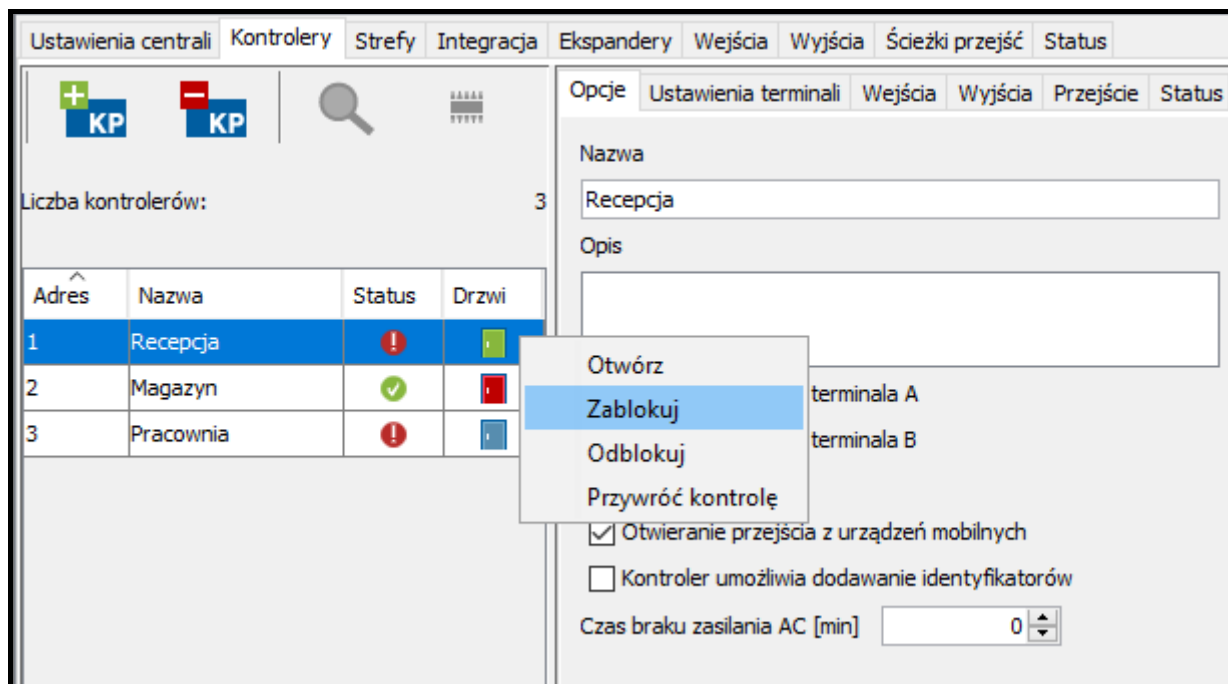 Ustawienia centrali Kontrolery Strefy Integracja Ekspandery Wejścia Wyjścia Ścieżki przejść Status
KP KP
Liczba kontrolerów: 3
Adres Nazwa Status Drzwi
1 Recepcja
2 Magazyn
3 Pracownia
Opcje Ustawienia terminali Wejścia Wyjścia Przejście Status
Nazwa
Recepcja
Opis
Otwórz
Zablokuj
Odblokuj
Przywróć kontrolę
terminala A
terminala B
Otwieranie przejścia z urządzeń mobilnych
Kontroler umożliwia dodawanie identyfikatorów
Czas braku zasilania AC [min] 0